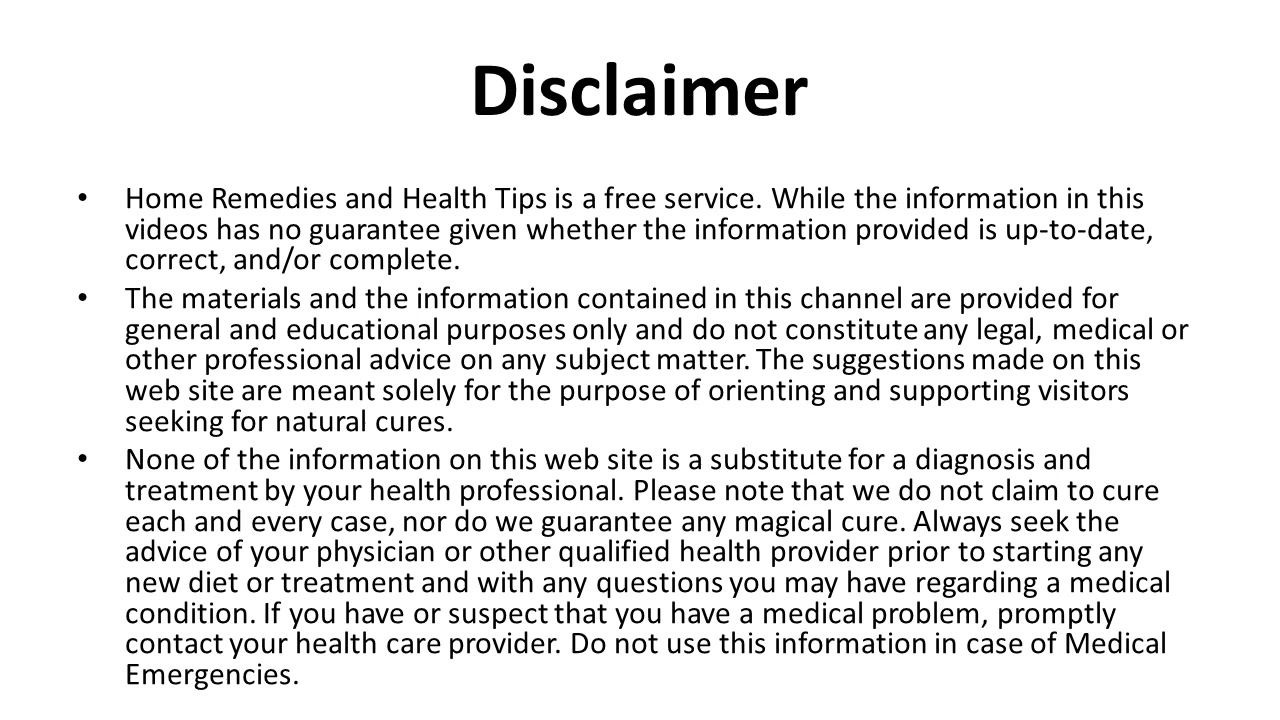 Disclaimer
• Home Remedies and Health Tips is a free service. While the information in this
videos has no guarantee given whether the information provided is up-to-date,
correct, and/or complete.
• The materials and the information contained in this channel are provided for
general and educational purposes only and do not constitute any legal, medical or
other professional advice on any subject matter. The suggestions made on this
web site are meant solely for the purpose of orienting and supporting visitors
seeking for natural cures.
• None of the information on this web site is a substitute for a diagnosis and
treatment by your health professional. Please note that we do not claim to cure
each and every case, nor do we guarantee any magical cure. Always seek the
advice of your physician or other qualified health provider prior to starting any
new diet or treatment and with any questions you may have regarding a medical
condition. If you have or suspect that you have a medical problem, promptly
contact your health care provider. Do not use this information in case of Medical
Emergencies.